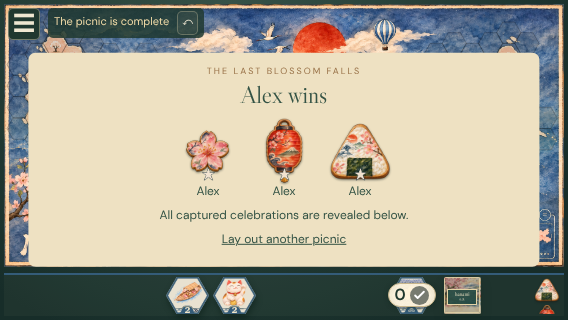 The picnic is complete
THE LAST BLOSSOM FALLS
Alex wins
Alex
Alex
Alex
All captured celebrations are revealed below.
Lay out another picnic
2
2
0